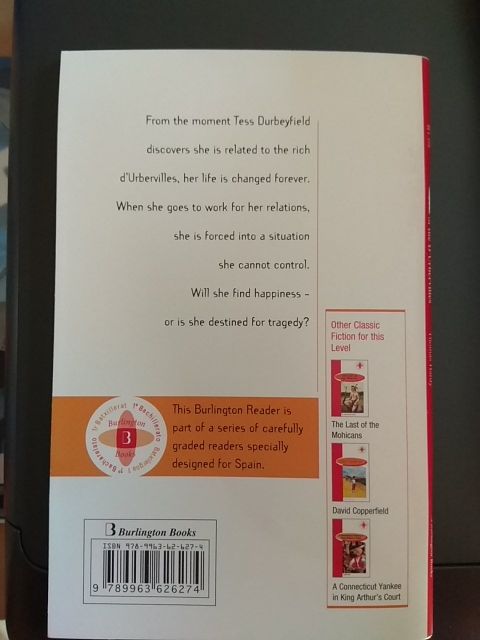 From the moment Tess Durbeyfield
discovers she is related to the rich
d'Urbervilles, her life is changed forever.
When she goes to work for her relations,
she is forced into a situation
she cannot control.
Will she find happiness –
or is she destined for tragedy?
Other Classic
Fiction for this
Level
The Last of the
Mohicans
David Copperfield
A Connecticut Yankee
in King Arthur's Court
1r Batxillerat 1º Bachillerato
Burlington
B
Books
This Burlington Reader is
part of a series of carefully
graded readers specially
designed for Spain.
B Burlington Books
ISBN 978-9963-62-627-4
9 789963 626274
Thomas Hardy